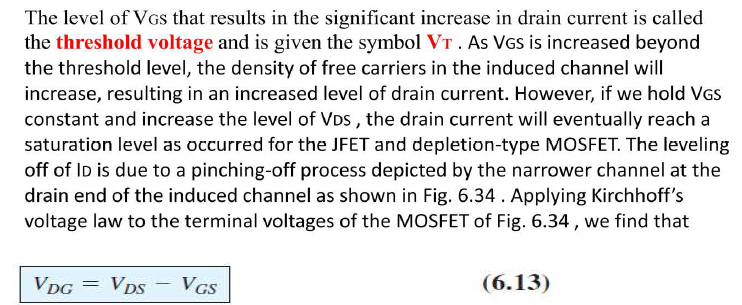 The level of VGS that results in the significant increase in drain current is called
the threshold voltage and is given the symbol VT . As VGS is increased beyond
the threshold level, the density of free carriers in the induced channel will
increase, resulting in an increased level of drain current. However, if we hold VGS
constant and increase the level of VDS , the drain current will eventually reach a
saturation level as occurred for the JFET and depletion-type MOSFET. The leveling
off of ID is due to a pinching-off process depicted by the narrower channel at the
drain end of the induced channel as shown in Fig. 6.34 . Applying Kirchhoff’s
voltage law to the terminal voltages of the MOSFET of Fig. 6.34 , we find that
VDG = VDS − VGS (6.13)